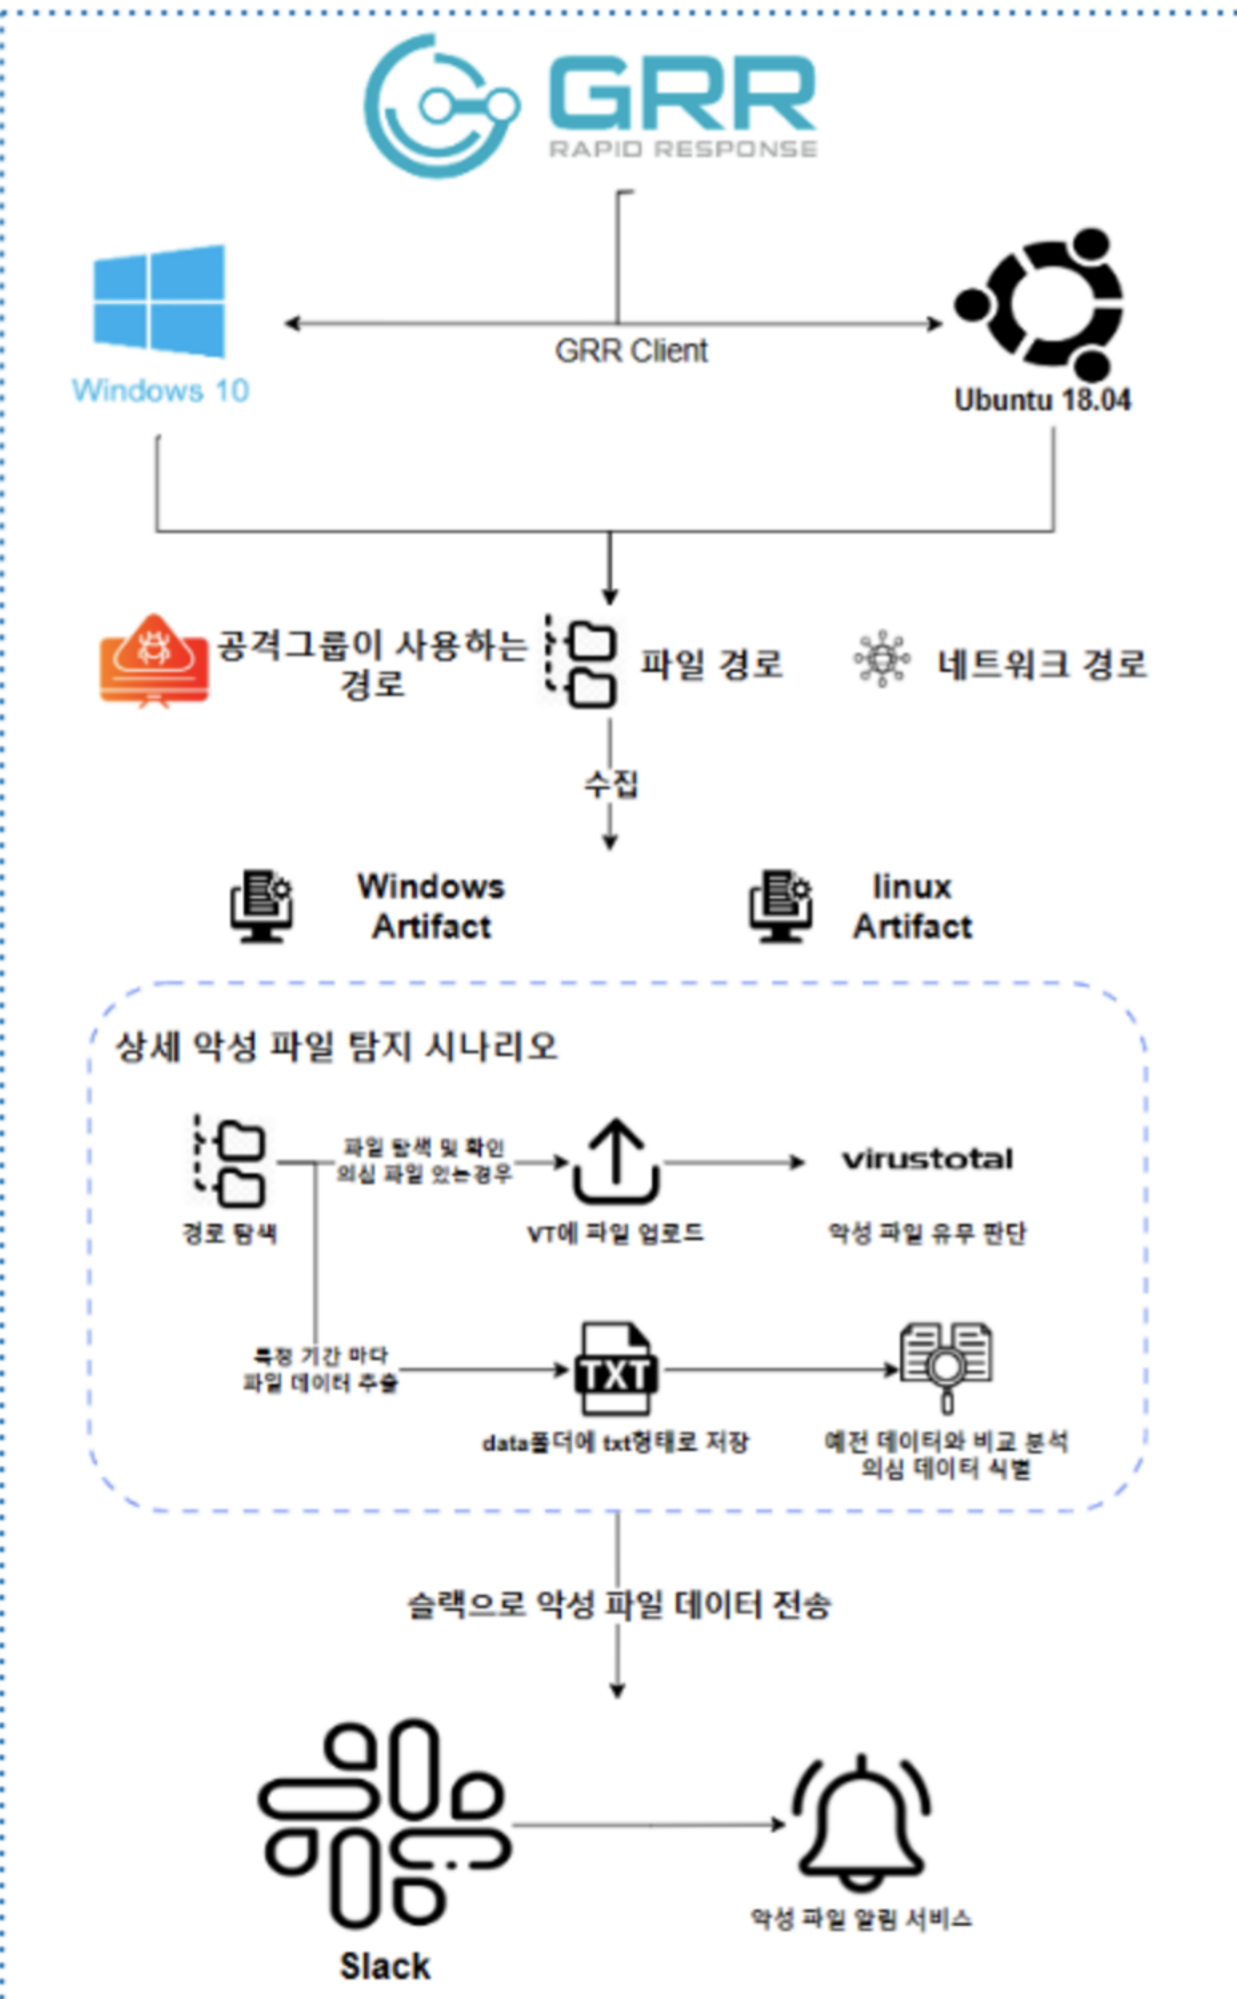 GRR
RAPID RESPONSE
GRR Client
Windows 10
Ubuntu 18.04
공격그룹이 사용하는
경로
파일 경로
네트워크 경로
수집
Windows
Artifact
linux
Artifact
상세 악성 파일 탐지 시나리오
파일 탐색 및 확인
의심 파일 있는경우
virustotal
경로 탐색
VT에 파일 업로드
악성 파일 유무 판단
특정 기간 마다
파일 데이터 추출
TXT
data폴더에 txt형태로 저장
예전 데이터와 비교 분석
의심 데이터 식별
슬랙으로 악성 파일 데이터 전송
Slack
악성 파일 알림 서비스